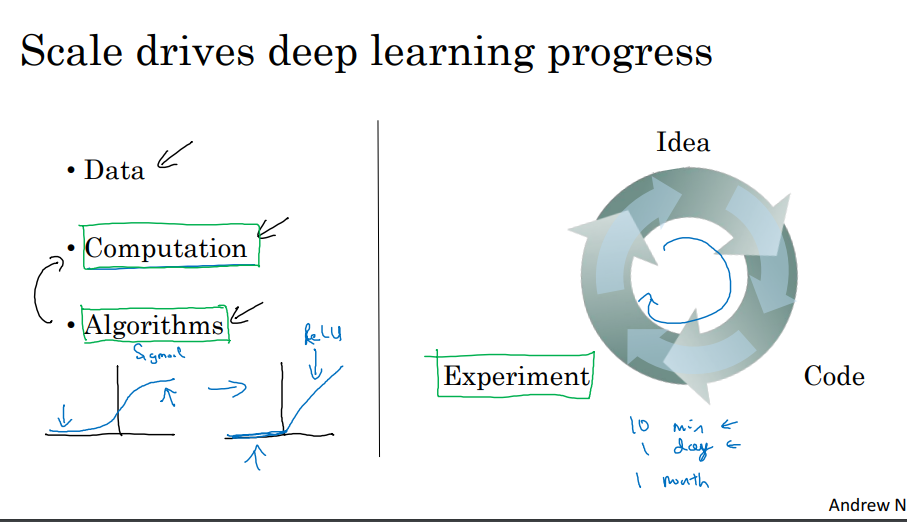 Scale drives deep learning progress
• Data
• Computation
• Algorithms
Sigmoid
ReLU
Idea
Experiment
Code
10 min
1 day
1 month
Andrew N